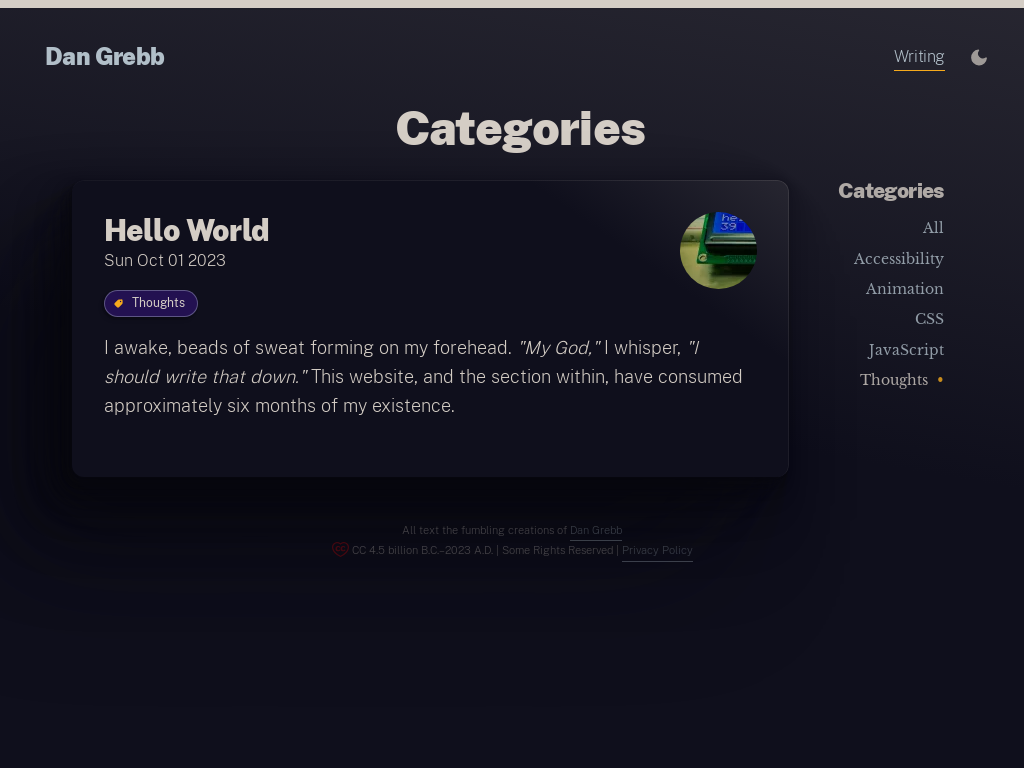 Dan Grebb
Writing
Categories
Hello World
Sun Oct 01 2023
Thoughts
I awake, beads of sweat forming on my forehead. "My God," I whisper, "I
should write that down." This website, and the section within, have consumed
approximately six months of my existence.
Categories
All
Accessibility
Animation
CSS
JavaScript
Thoughts •
All text the fumbling creations of Dan Grebb
CC 4.5 billion B.C.–2023 A.D. | Some Rights Reserved | Privacy Policy